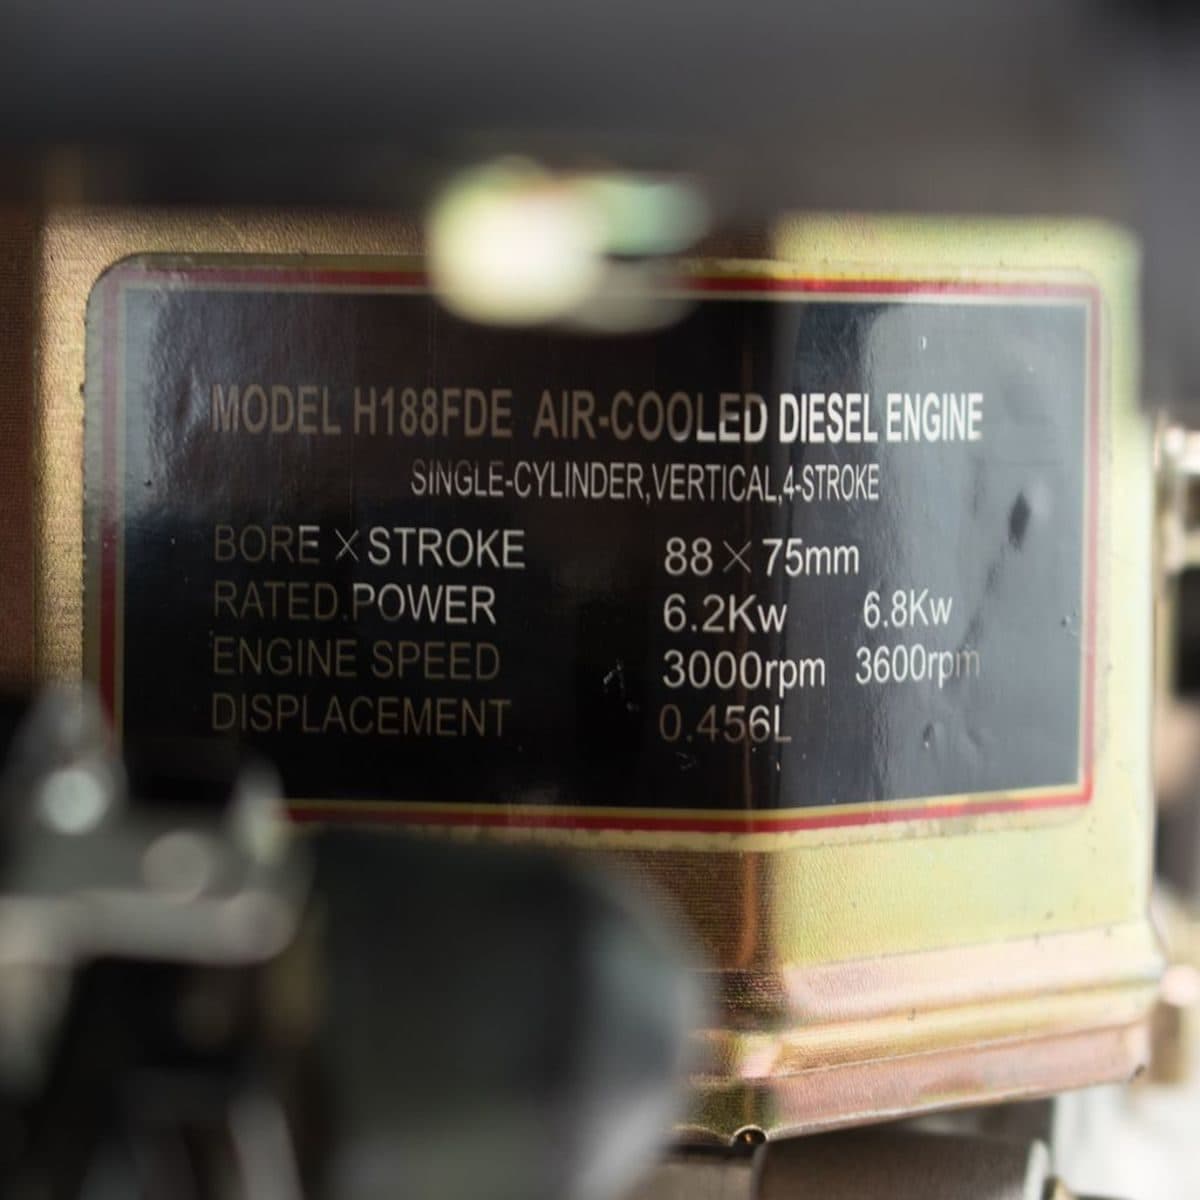 MODEL H188FDE AIR-COOLED DIESEL ENGINE
SINGLE-CYLINDER,VERTICAL,4-STROKE
BORE × STROKE 88 × 75mm
RATED.POWER 6.2Kw 6.8Kw
ENGINE SPEED 3000rpm 3600rpm
DISPLACEMENT 0.456L